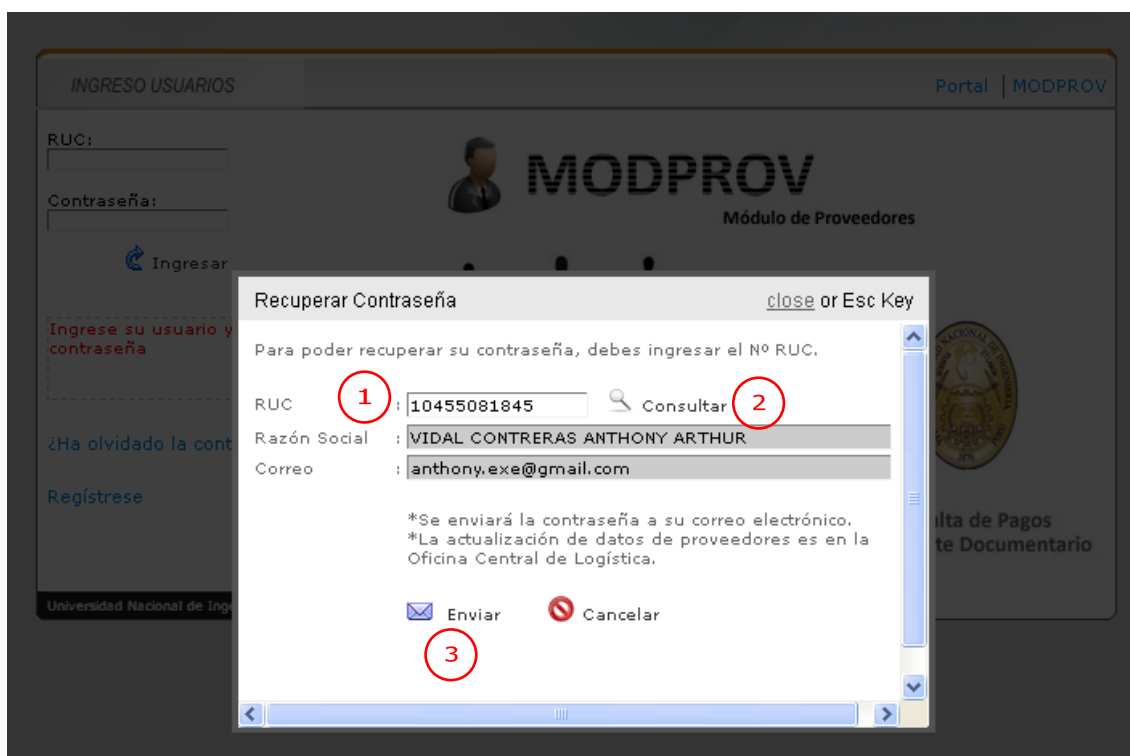 INGRESO USUARIOS
Portal | MODPROV
RUC:
Contraseña:
Ingresar
Ingrese su usuario y
contraseña
¿Ha olvidado la cont
Regístrese
MODPROV
Módulo de Proveedores
Recuperar Contraseña
close or Esc Key
Para poder recuperar su contraseña, debes ingresar el Nº RUC.
RUC 1 : 10455081845 Consultar 2
Razón Social : VIDAL CONTRERAS ANTHONY ARTHUR
Correo : anthony.exe@gmail.com
*Se enviará la contraseña a su correo electrónico.
*La actualización de datos de proveedores es en la
Oficina Central de Logística.
Enviar Cancelar
3
lta de Pagos
te Documentario
Universidad Nacional de Inge